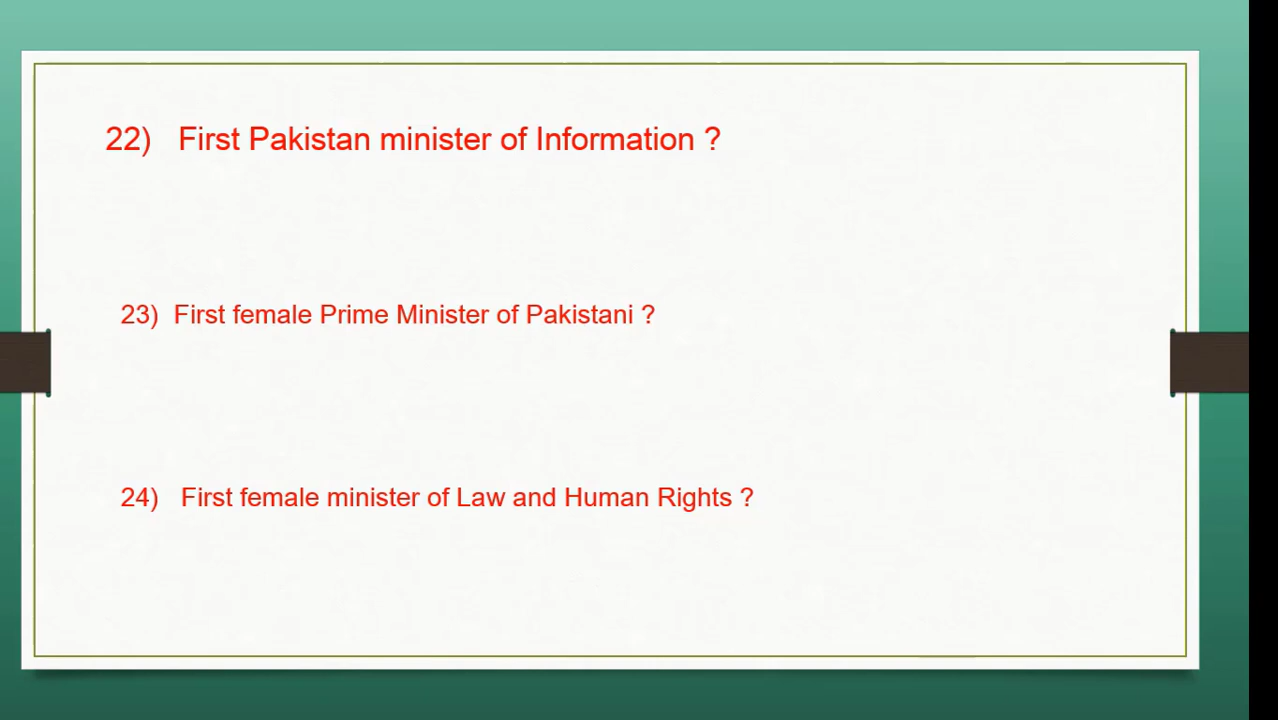 22) First Pakistan minister of Information ?
23) First female Prime Minister of Pakistani ?
24) First female minister of Law and Human Rights ?